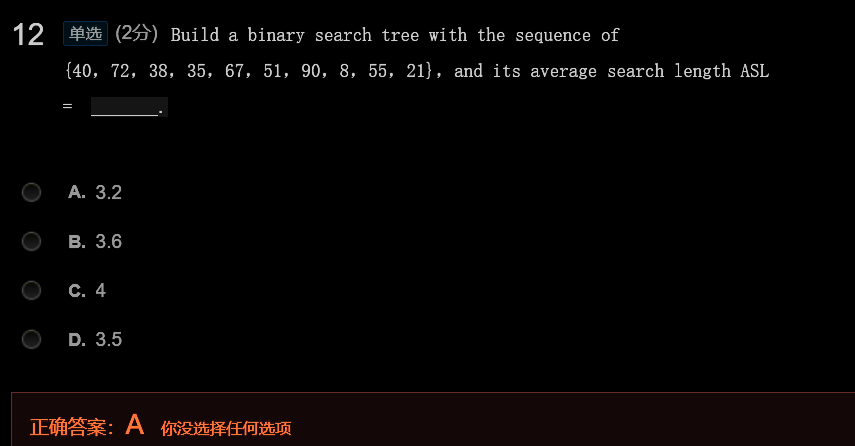 12 单选 (2分) Build a binary search tree with the sequence of
{40, 72, 38, 35, 67, 51, 90, 8, 55, 21}, and its average search length ASL
= _______.
A. 3.2
B. 3.6
C. 4
D. 3.5
正确答案：A 你没选择任何选项